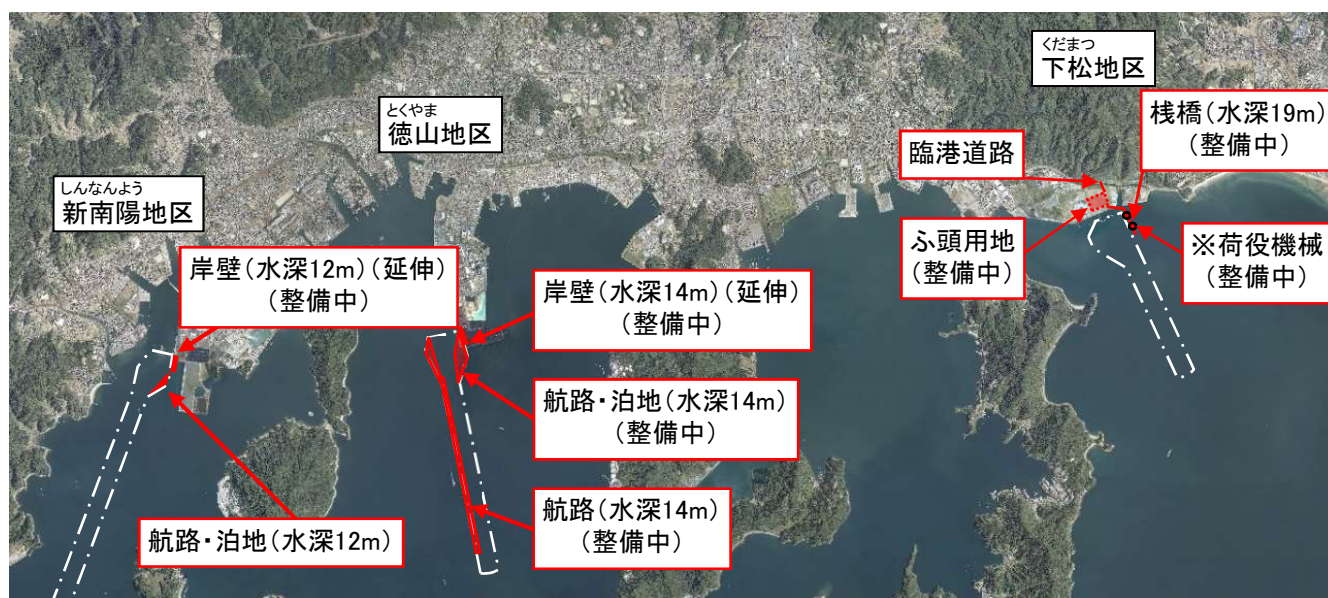 しんなんよう
新南陽地区
とくやま
徳山地区
くだまつ
下松地区
岸壁(水深12m)(延伸)
(整備中)
航路・泊地(水深12m)
岸壁(水深14m)(延伸)
(整備中)
航路・泊地(水深14m)
(整備中)
航路(水深14m)
(整備中)
臨港道路
ふ頭用地
(整備中)
桟橋(水深19m)
(整備中)
※荷役機械
(整備中)